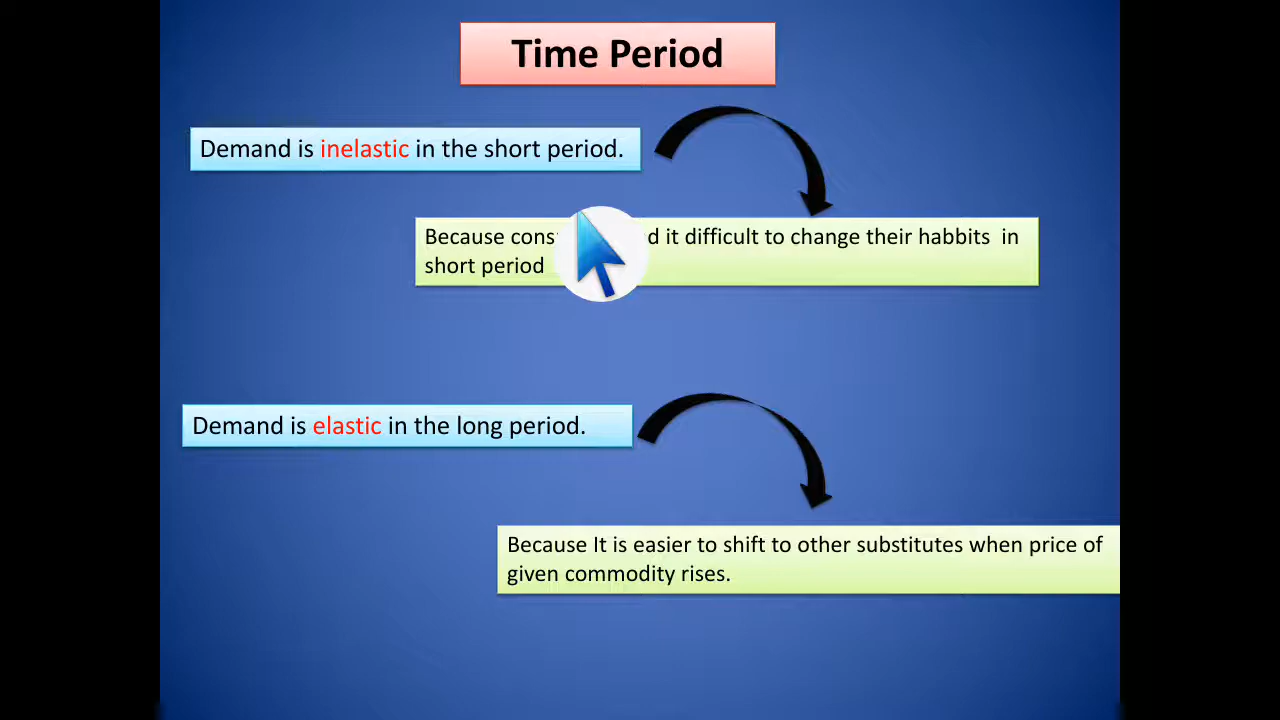 Time Period
Demand is inelastic in the short period.
Because it difficult to change their habbits in
short period
Demand is elastic in the long period.
Because It is easier to shift to other substitutes when price of
given commodity rises.